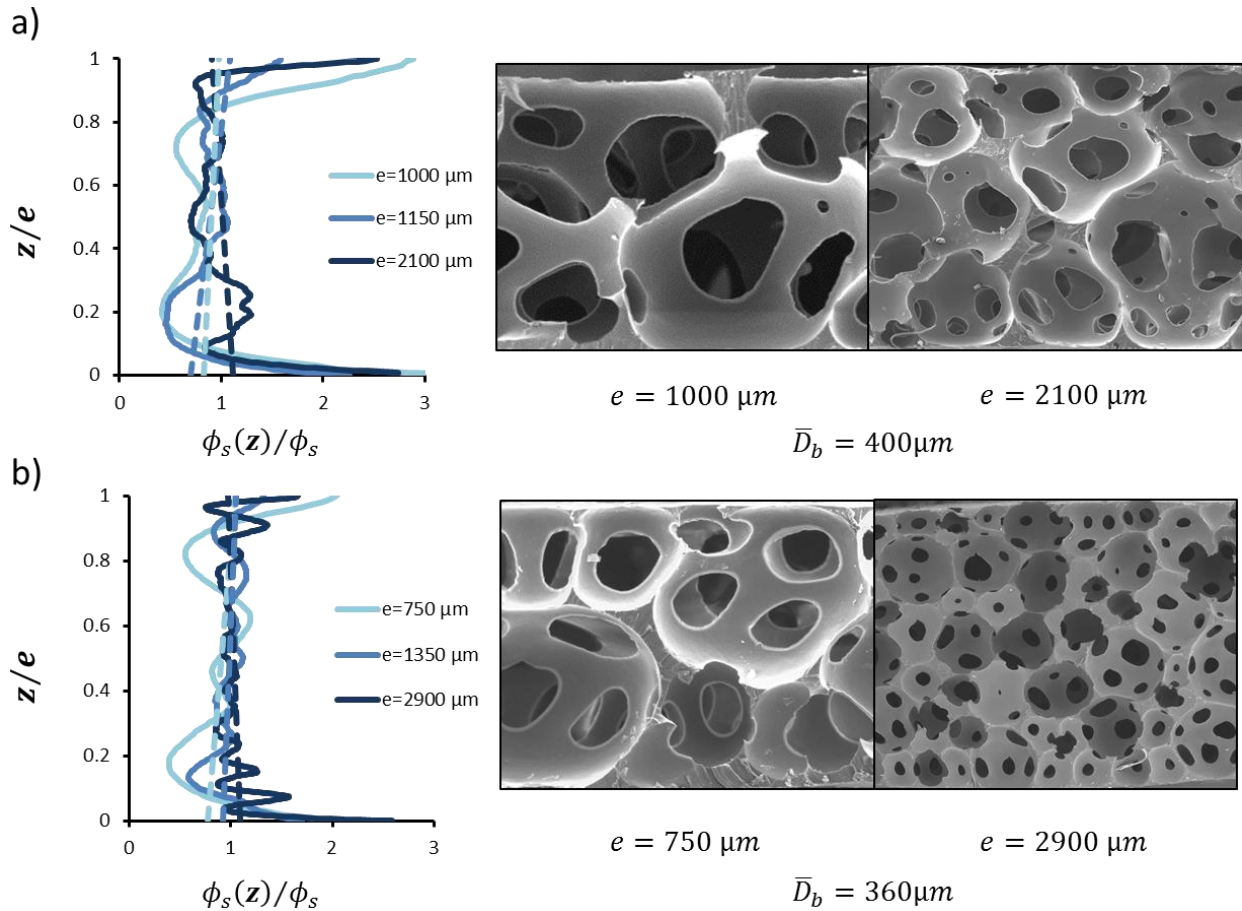 a)
z/e
1
0.8
0.6
0.4
0.2
0
0 1 2 3
ϕₛ(z)/ϕₛ
e=1000 µm
e=1150 µm
e=2100 µm
e = 1000 µm
e = 2100 µm
D̅_b = 400µm
b)
z/e
1
0.8
0.6
0.4
0.2
0
0 1 2 3
ϕₛ(z)/ϕₛ
e=750 µm
e=1350 µm
e=2900 µm
e = 750 µm
e = 2900 µm
D̅_b = 360µm